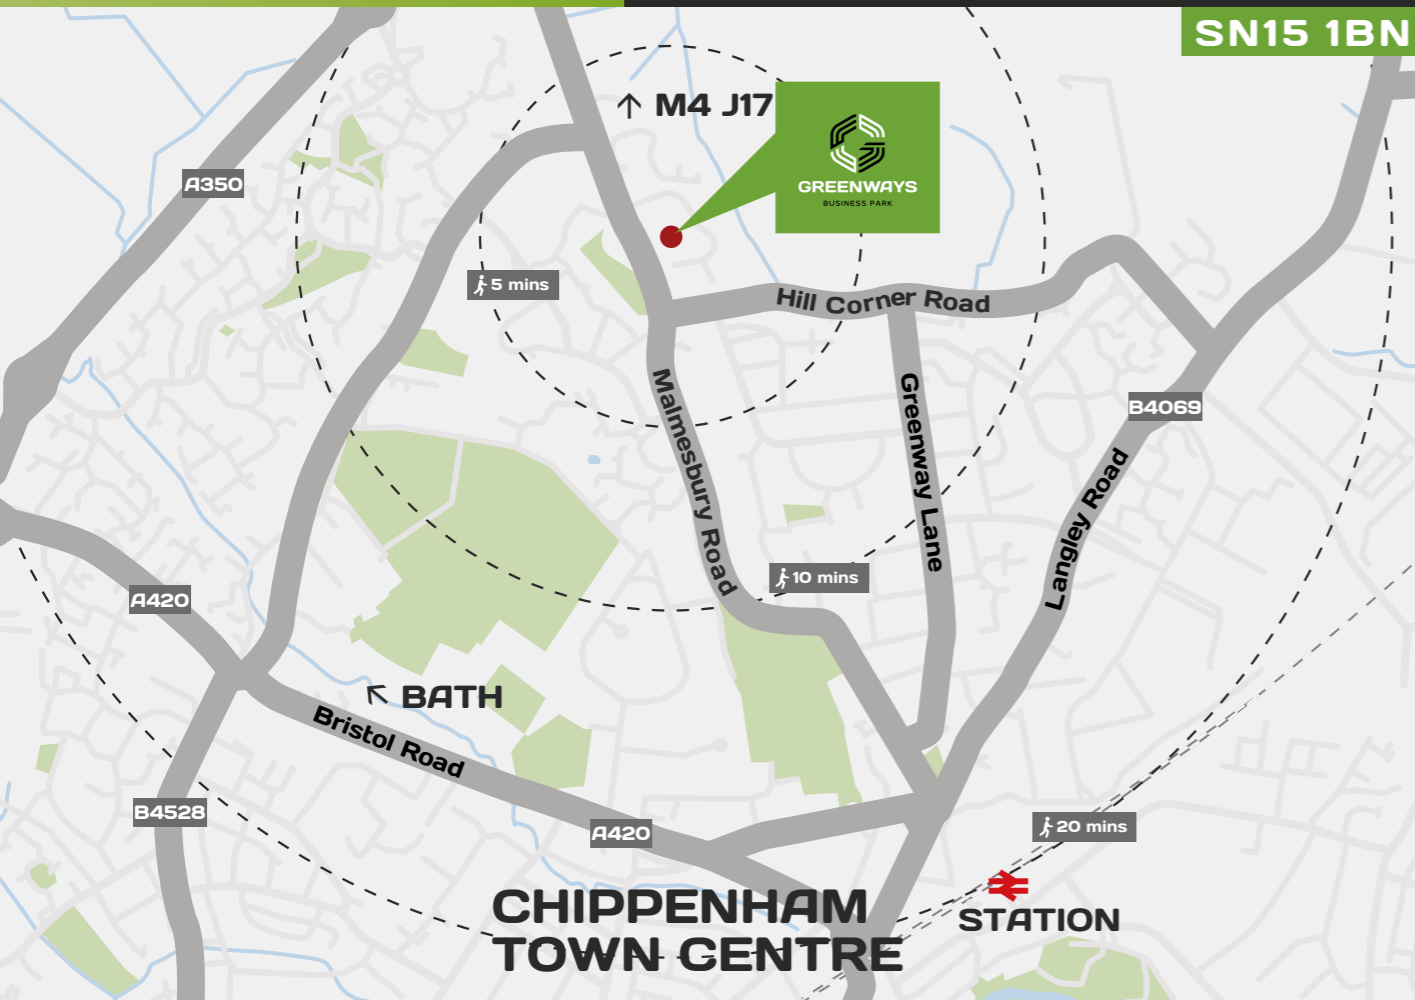 SN15 1BN
↑ M4 J17
GREENWAYS
BUSINESS PARK
A350
5 mins
Hill Corner Road
Malmesbury Road
Greenway Lane
B4069
Langley Road
10 mins
A420
↖ BATH
Bristol Road
B4528
A420
20 mins
STATION
CHIPPENHAM
TOWN CENTRE